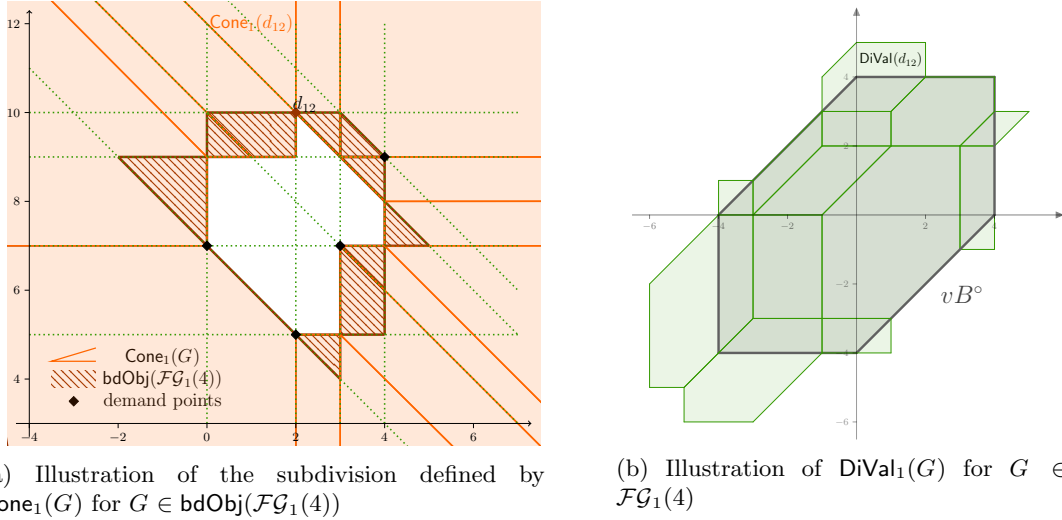 12
Cone₁(d₁₂)
d₁₂
10
8
6
Cone₁(G)
bdObj(𝓕𝓖₁(4))
4
demand points
−4 −2 0 2 4 6
) Illustration of the subdivision defined by
one₁(G) for G ∈ bdObj(𝓕𝓖₁(4))
DiVal(d₁₂)
4
2
−6 −4 −2 2 4
−2
vB°
−4
−6
(b) Illustration of DiVal₁(G) for G ∈
𝓕𝓖₁(4)